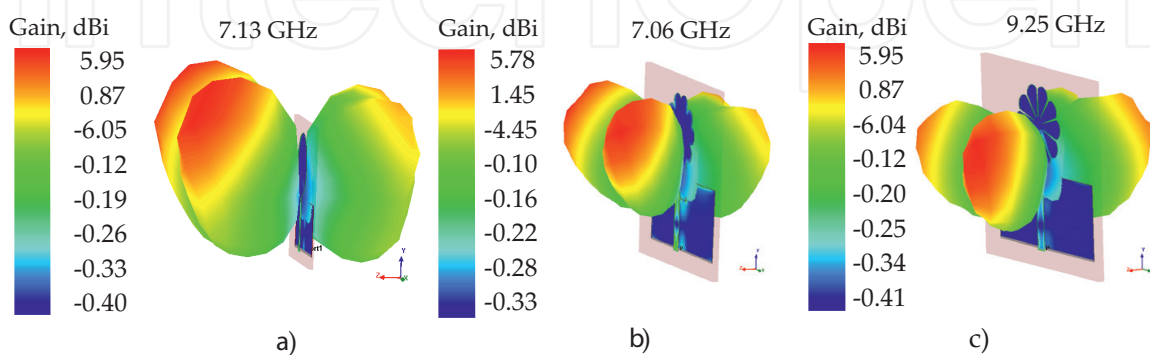 Gain, dBi
7.13 GHz
5.95
0.87
-6.05
-0.12
-0.19
-0.26
-0.33
-0.40
Y
Z
X
a)
Gain, dBi
7.06 GHz
5.78
1.45
-4.45
-0.10
-0.16
-0.22
-0.28
-0.33
Y
Z
b)
Gain, dBi
9.25 GHz
5.95
0.87
-6.04
-0.12
-0.20
-0.25
-0.34
-0.41
Y
Z
c)